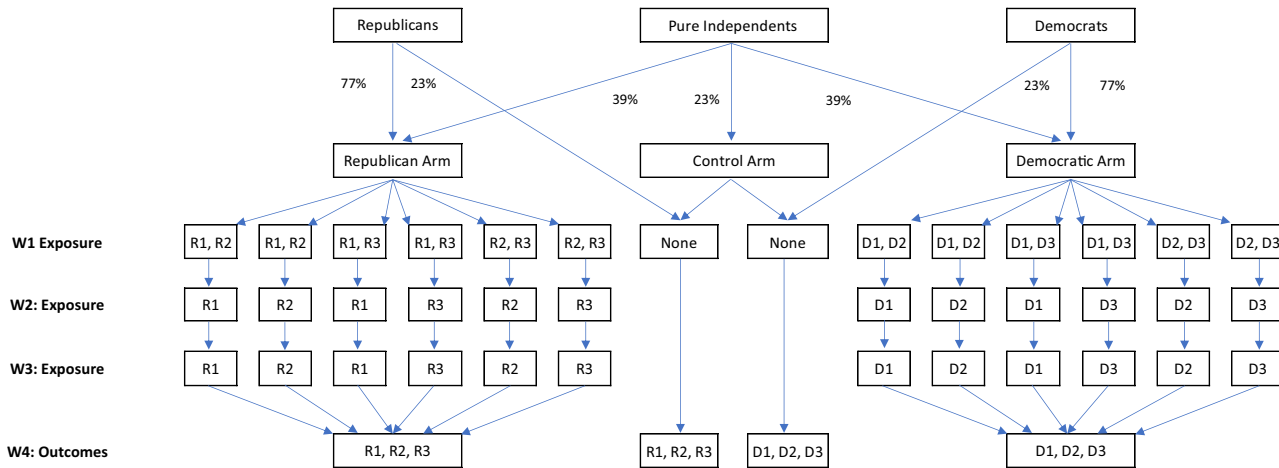 Republicans Pure Independents Democrats
77% 23% 39% 23% 39% 23% 77%
Republican Arm Control Arm Democratic Arm
W1 Exposure R1, R2 R1, R2 R1, R3 R1, R3 R2, R3 R2, R3 None None D1, D2 D1, D2 D1, D3 D1, D3 D2, D3 D2, D3
W2: Exposure R1 R2 R1 R3 R2 R3 D1 D2 D1 D3 D2 D3
W3: Exposure R1 R2 R1 R3 R2 R3 D1 D2 D1 D3 D2 D3
W4: Outcomes R1, R2, R3 R1, R2, R3 D1, D2, D3 D1, D2, D3